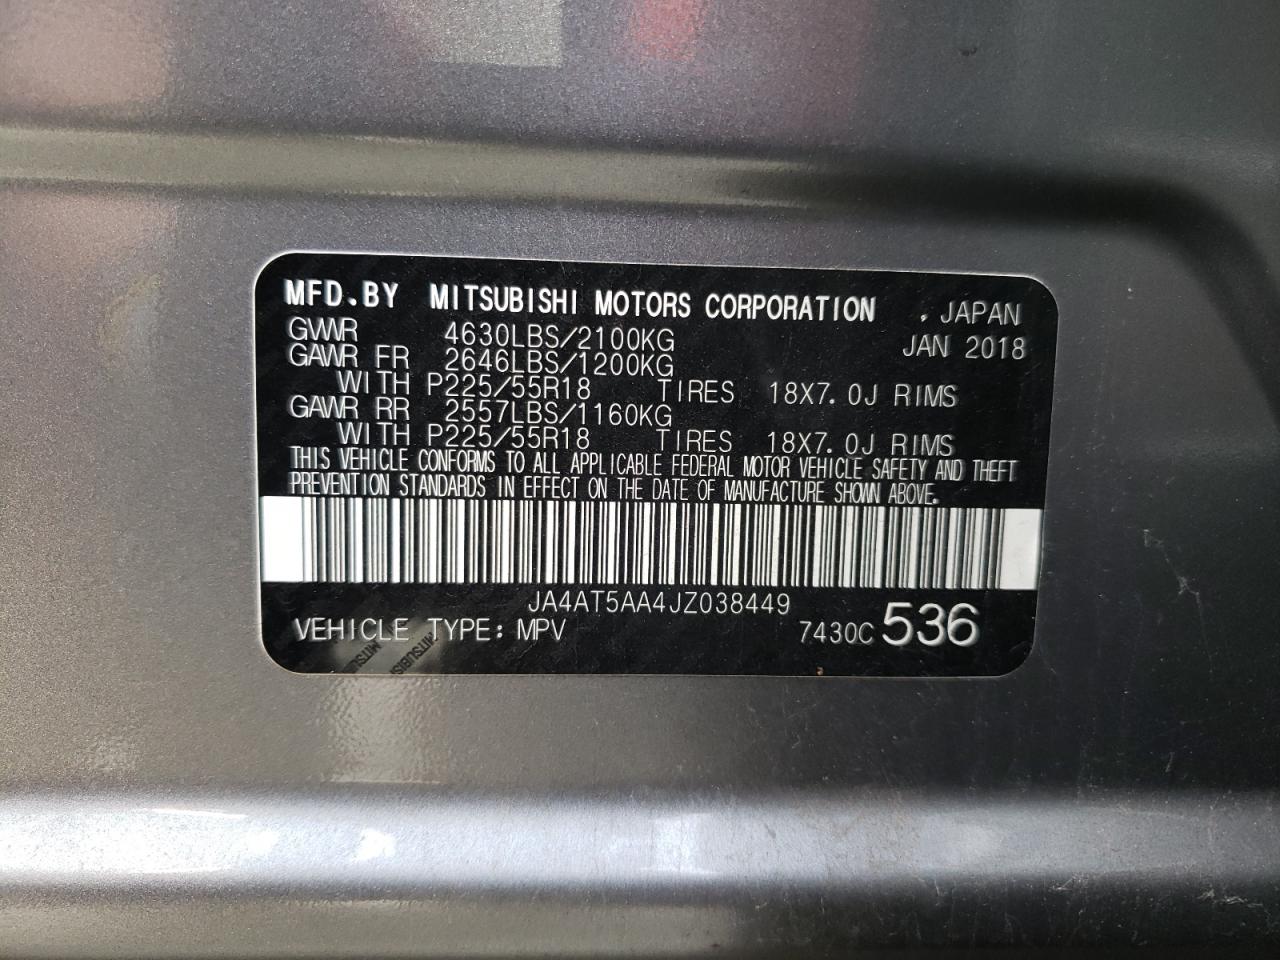 MFD.BY MITSUBISHI MOTORS CORPORATION , JAPAN
GVWR 4630LBS/2100KG JAN 2018
GAWR FR 2646LBS/1200KG
WITH P225/55R18 TIRES 18X7.0J RIMS
GAWR RR 2557LBS/1160KG
WITH P225/55R18 TIRES 18X7.0J RIMS
THIS VEHICLE CONFORMS TO ALL APPLICABLE FEDERAL MOTOR VEHICLE SAFETY AND THEFT
PREVENTION STANDARDS IN EFFECT ON THE DATE OF MANUFACTURE SHOWN ABOVE.
JA4AT5AA4JZ038449
VEHICLE TYPE: MPV 7430C 536